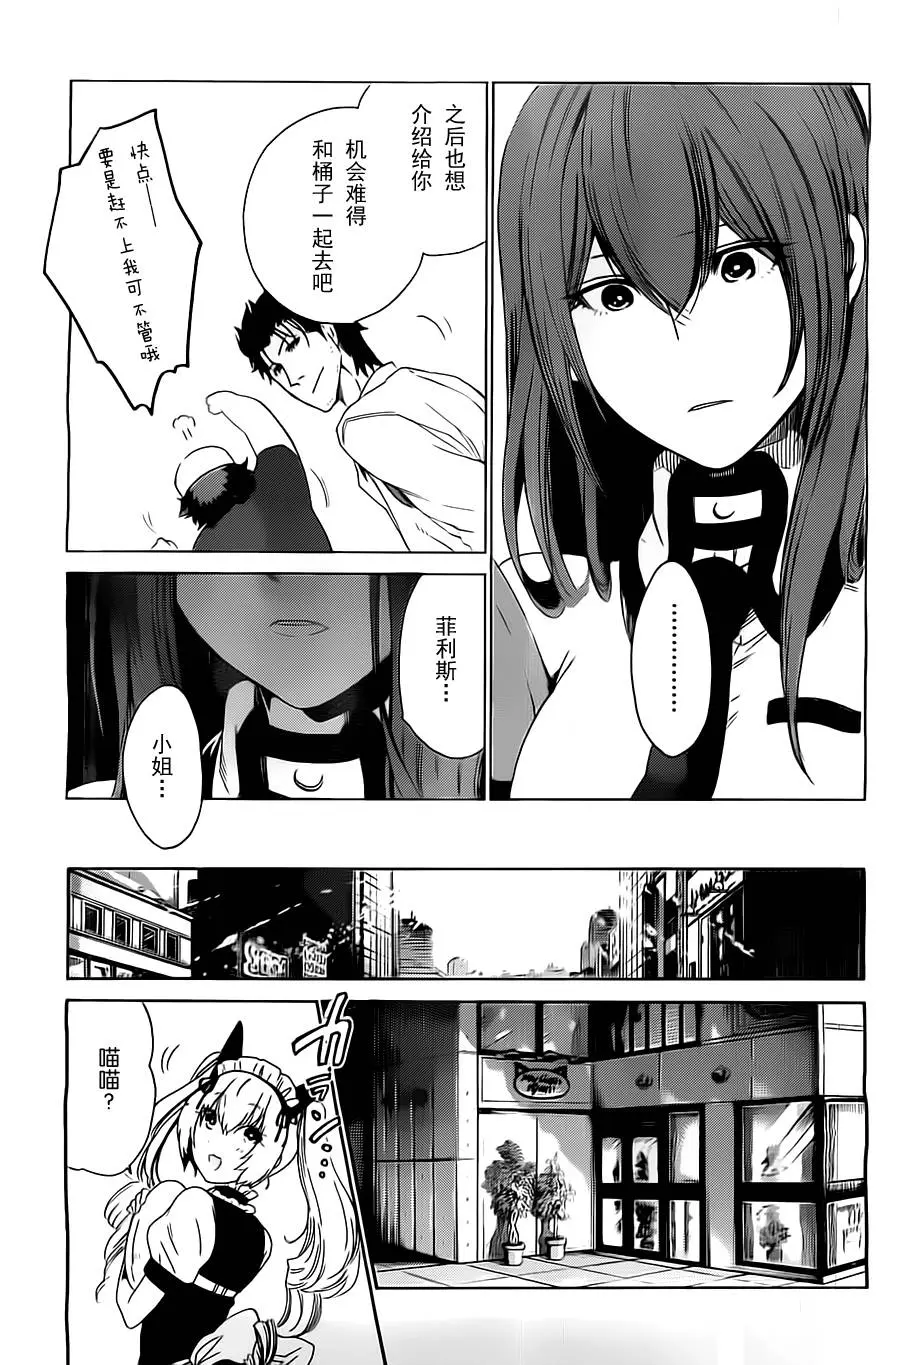 之后也想
介绍给你
机会难得
和桶子一起去吧
快点——
要是赶不上我可不管哦
…………
菲利斯…
小姐…
喵喵?